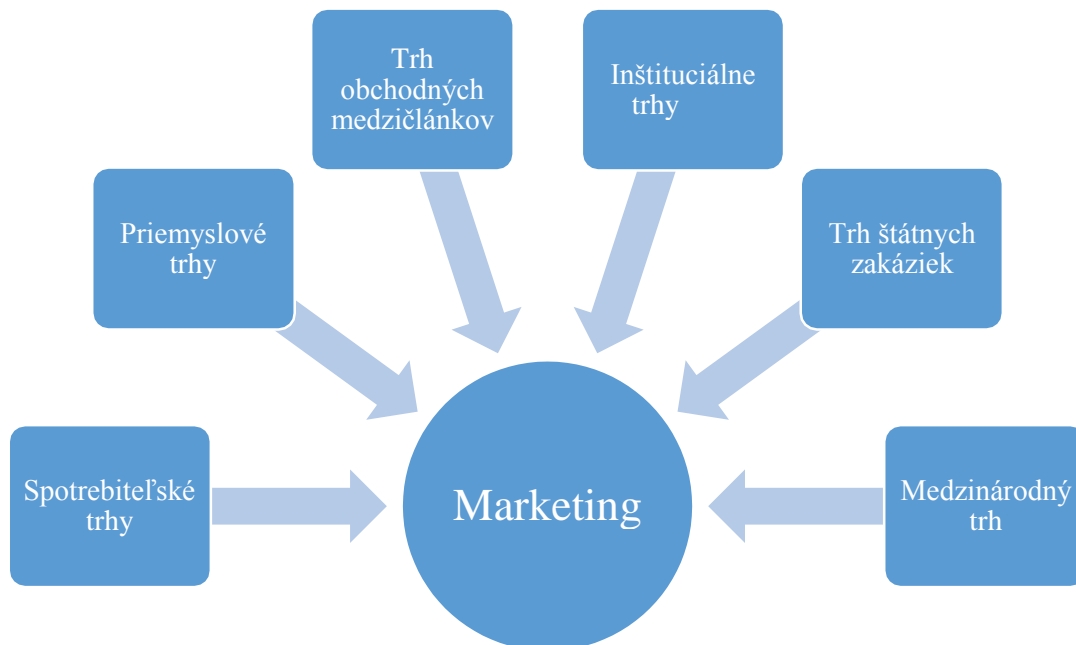 Trh
obchodných
medzičlánkov
Inštituciálne
trhy
Priemyslové
trhy
Trh štátnych
zakáziek
Spotrebiteľské
trhy
Marketing
Medzinárodný
trh